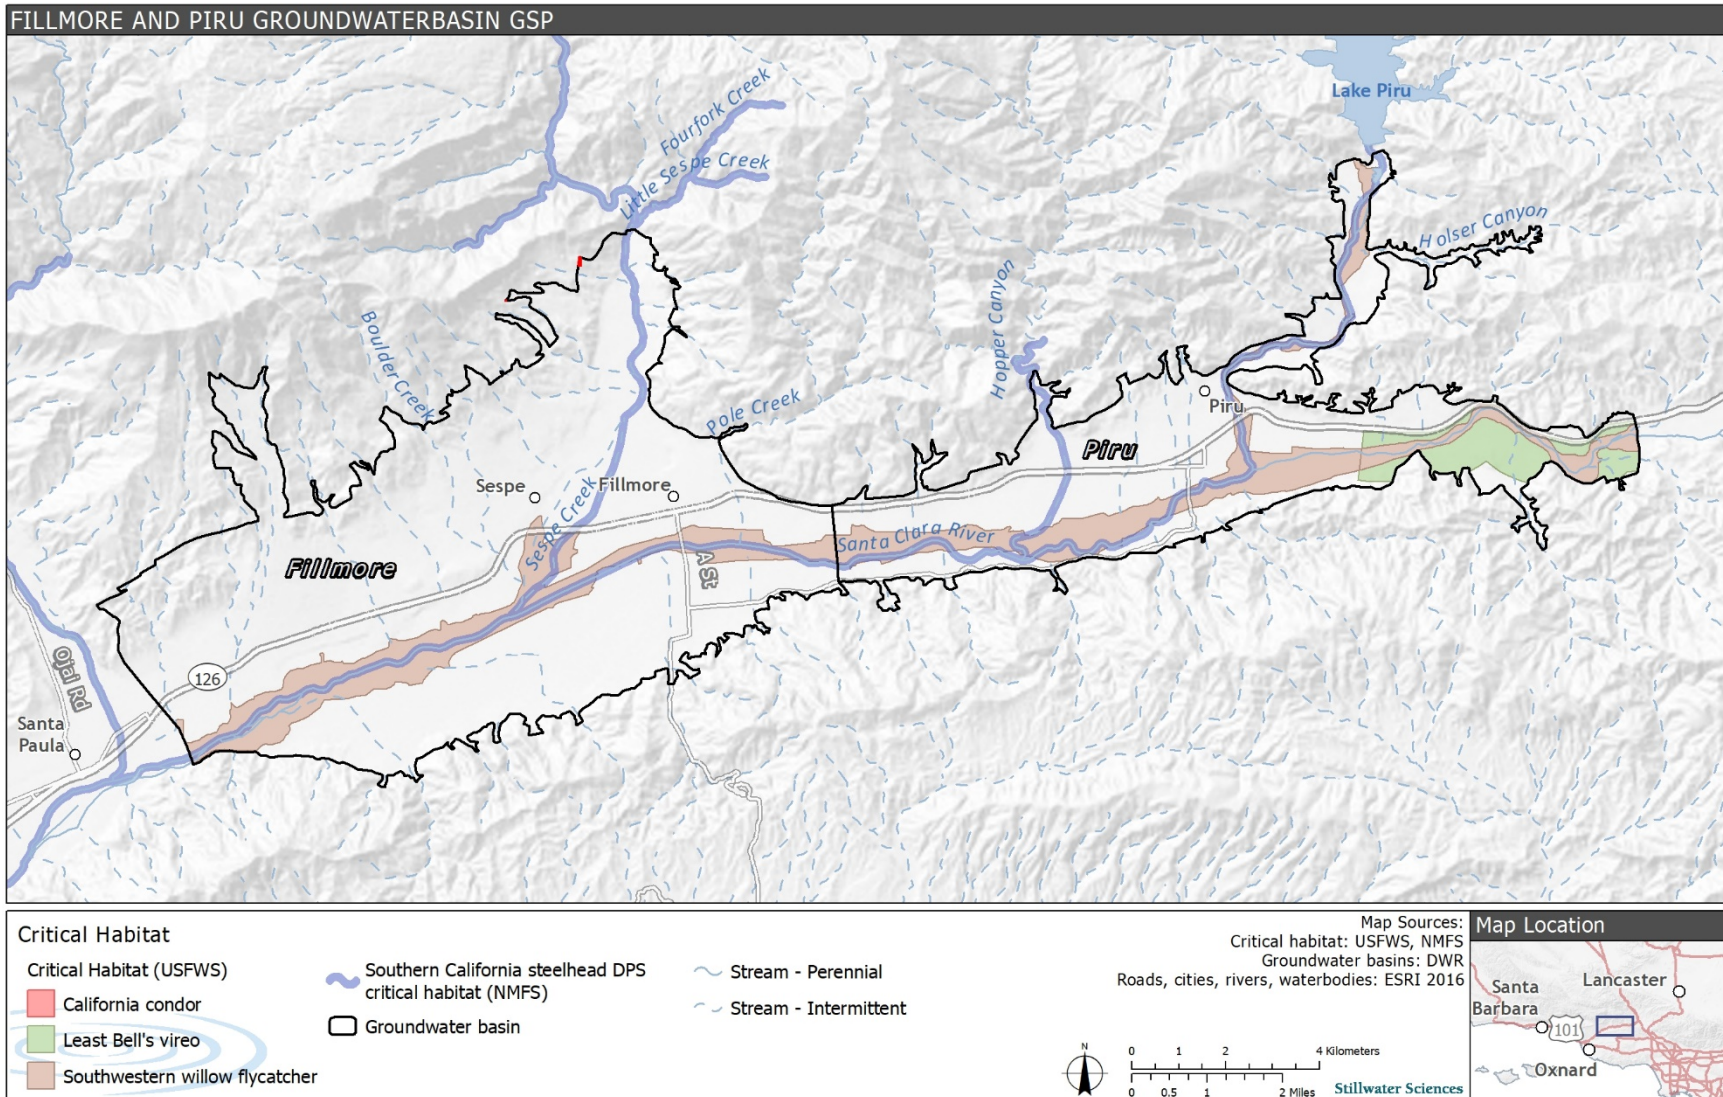 FILLMORE AND PIRU GROUNDWATERBASIN GSP
Lake Piru
Fourfork Creek
Little Sespe Creek
Holser Canyon
Hopper Canyon
Boulder Creek
Pole Creek
Piru
Piru
Sespe
Fillmore
Sespe Creek
Santa Clara River
A St
Fillmore
Ojai Rd
126
Santa
Paula
Critical Habitat
Critical Habitat (USFWS)
California condor
Least Bell's vireo
Southwestern willow flycatcher
Southern California steelhead DPS
critical habitat (NMFS)
Groundwater basin
Stream - Perennial
Stream - Intermittent
Map Sources:
Critical habitat: USFWS, NMFS
Groundwater basins: DWR
Roads, cities, rivers, waterbodies: ESRI 2016
N
0 1 2 4 Kilometers
0 0.5 1 2 Miles
Stillwater Sciences
Map Location
Santa
Barbara
Lancaster
101
Oxnard